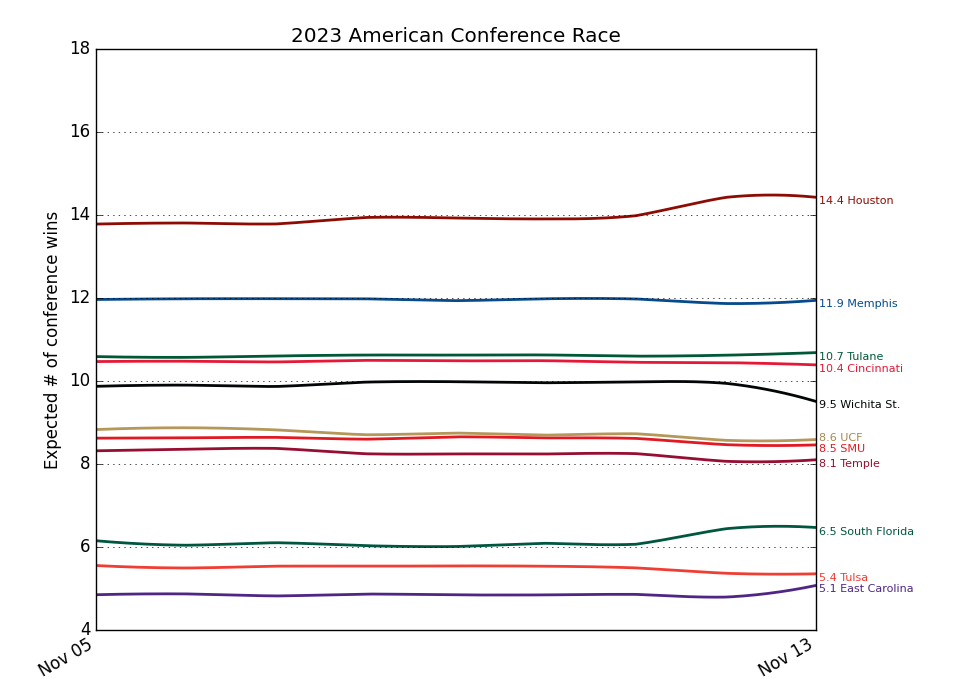 2023 American Conference Race
Expected # of conference wins
18
16
14
12
10
8
6
4
Nov 05
Nov 13
14.4 Houston
11.9 Memphis
10.7 Tulane
10.4 Cincinnati
9.5 Wichita St.
8.6 UCF
8.5 SMU
8.1 Temple
6.5 South Florida
5.4 Tulsa
5.1 East Carolina